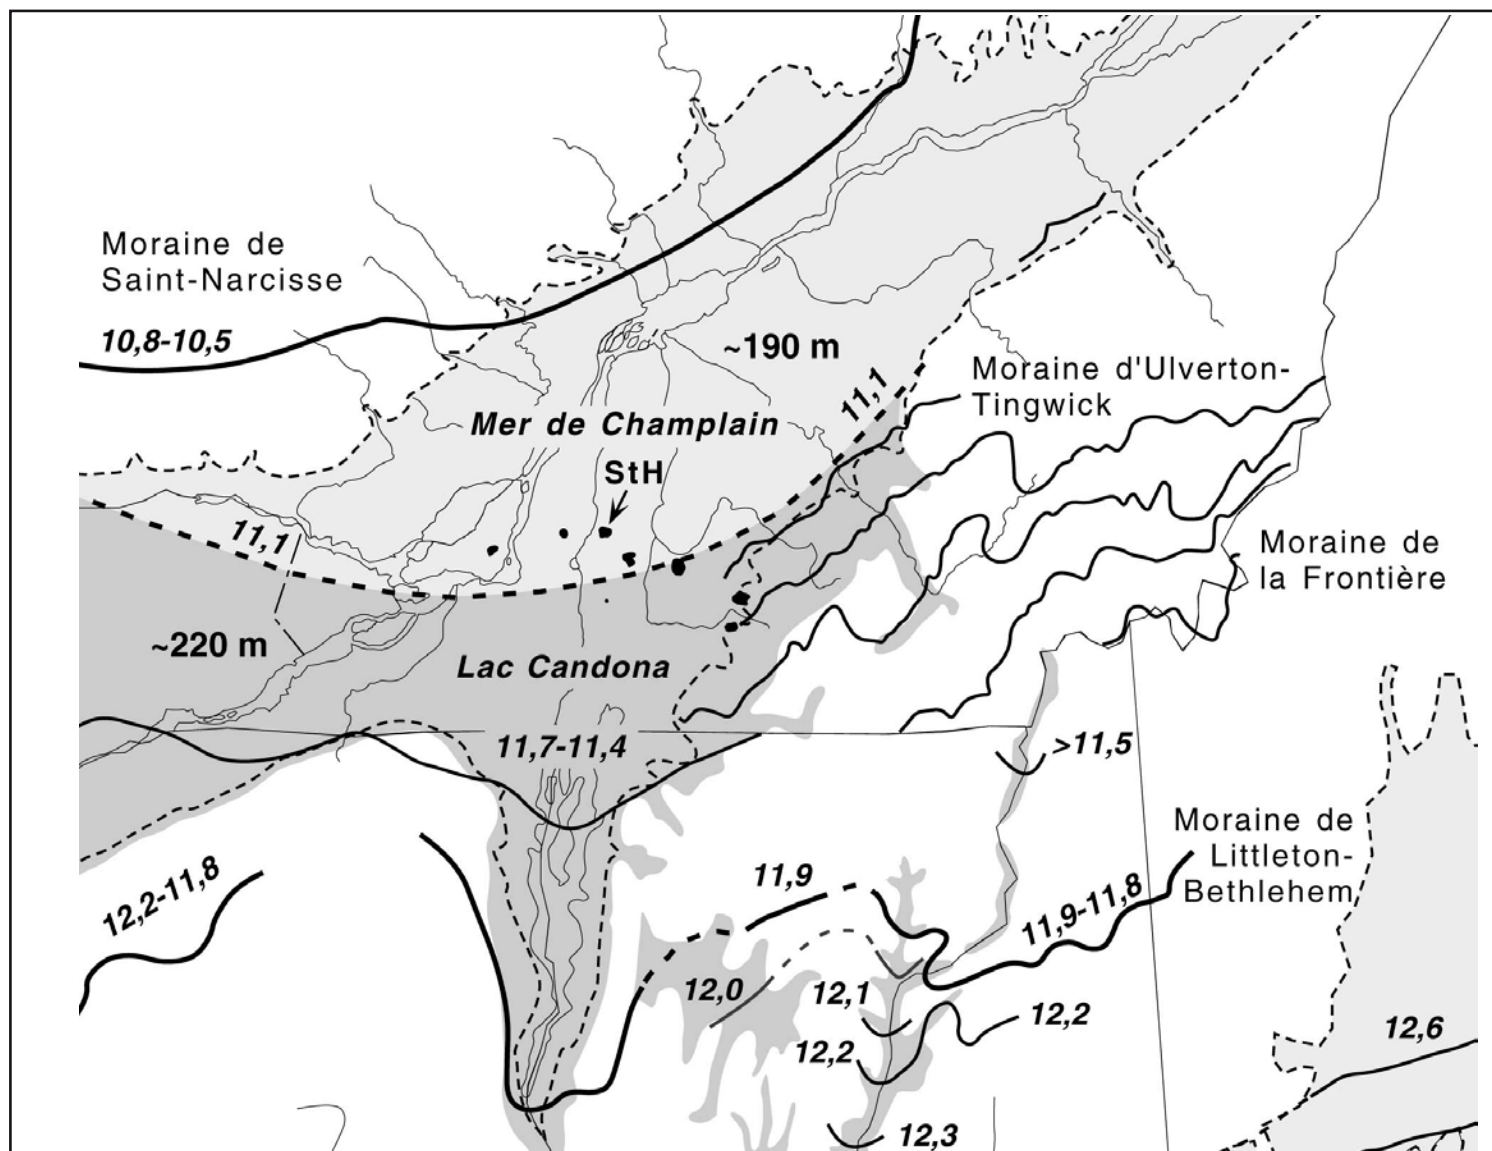 Moraine de
Saint-Narcisse
10,8-10,5
~190 m
11,1
Moraine d'Ulverton-
Tingwick
Mer de Champlain
StH
11,1
Moraine de
la Frontière
~220 m
Lac Candona
11,7-11,4
>11,5
Moraine de
Littleton-
Bethlehem
12,2-11,8
11,9
11,9-11,8
12,0
12,1
12,2
12,2
12,6
12,3